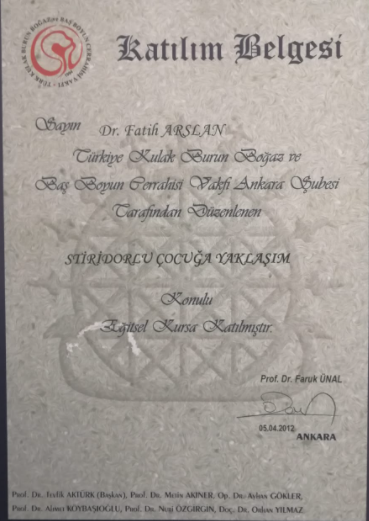 Katılım Belgesi
Sayın Dr. Fatih ARSLAN
Türkiye Kulak Burun Boğaz ve
Baş Boyun Cerrahisi Vakfı Ankara Şubesi
Tarafından Düzenlenen
STİRİDORLU ÇOCUĞA YAKLAŞIM
Konulu
Eğitsel Kursa Katılmıştır.
Prof. Dr. Faruk ÜNAL
05.04.2012
ANKARA
Prof. Dr. AKTÜRK (Başkan), Prof. Dr. Metin AKINER, Op. Dr. Ayhan GÖKLER,
Prof. Dr. Ahmet KÖYBAŞIOĞLU, Prof. Dr. Nuri ÖZGİRGİN, Doç. Dr. Orhan YILMAZ